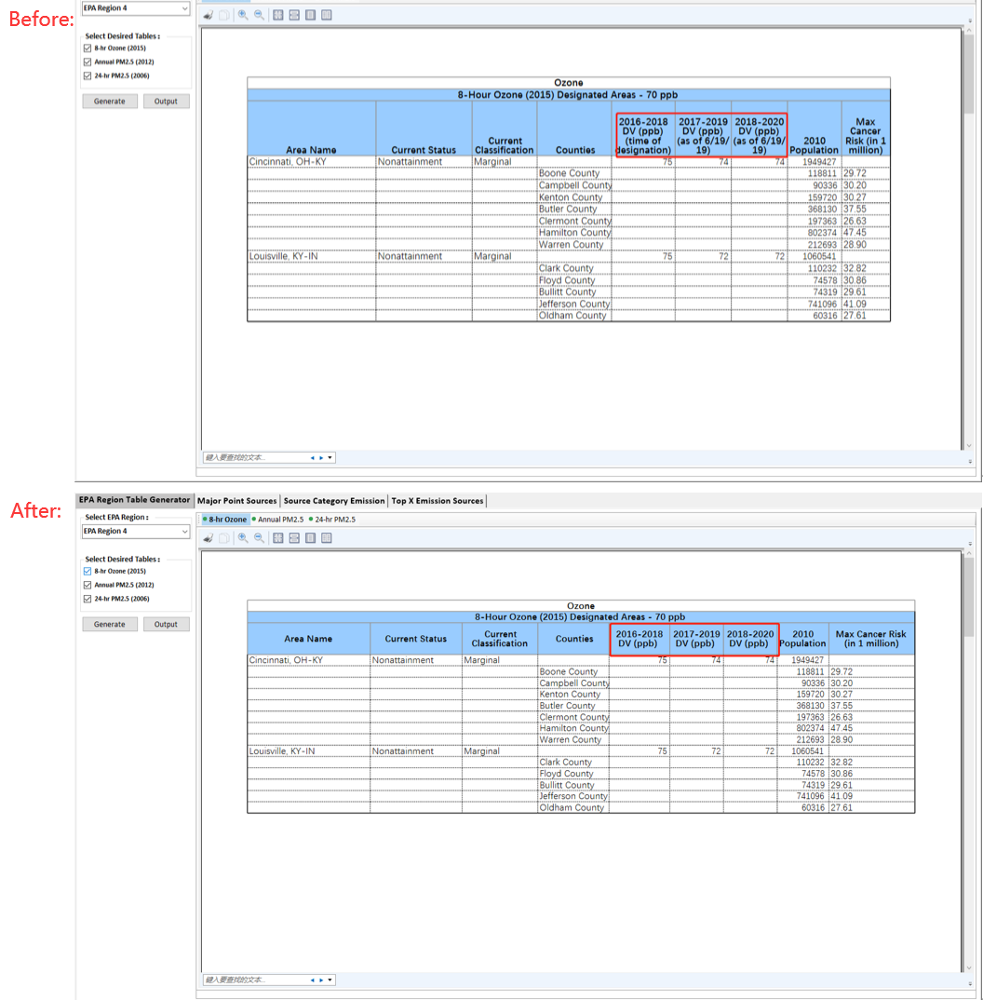 Before:
EPA Region 4
Select Desired Tables:
8-hr Ozone (2015)
Annual PM2.5 (2012)
24-hr PM2.5 (2006)
Generate Output
Ozone
8-Hour Ozone (2015) Designated Areas - 70 ppb
Area Name Current Status Current Classification Counties 2016-2018 DV (ppb) (time of designation) 2017-2019 DV (ppb) (as of 6/19/19) 2018-2020 DV (ppb) (as of 6/19/19) 2010 Population Max Cancer Risk (in 1 million)
Cincinnati, OH-KY Nonattainment Marginal 75 74 74 1949427
Boone County 118811 29.72
Campbell County 90336 30.20
Kenton County 159720 30.27
Butler County 368130 37.55
Clermont County 197363 26.63
Hamilton County 802374 47.45
Warren County 212693 28.90
Louisville, KY-IN Nonattainment Marginal 75 72 72 1060541
Clark County 110232 32.82
Floyd County 74578 30.86
Bullitt County 74319 29.61
Jefferson County 741096 41.09
Oldham County 60316 27.61
键入要查找的文本...
After:
EPA Region Table Generator Major Point Sources Source Category Emission Top X Emission Sources
Select EPA Region:
EPA Region 4
8-hr Ozone Annual PM2.5 24-hr PM2.5
Select Desired Tables:
8-hr Ozone (2015)
Annual PM2.5 (2012)
24-hr PM2.5 (2006)
Generate Output
Ozone
8-Hour Ozone (2015) Designated Areas - 70 ppb
Area Name Current Status Current Classification Counties 2016-2018 DV (ppb) 2017-2019 DV (ppb) 2018-2020 DV (ppb) 2010 Population Max Cancer Risk (in 1 million)
Cincinnati, OH-KY Nonattainment Marginal 75 74 74 1949427
Boone County 118811 29.72
Campbell County 90336 30.20
Kenton County 159720 30.27
Butler County 368130 37.55
Clermont County 197363 26.63
Hamilton County 802374 47.45
Warren County 212693 28.90
Louisville, KY-IN Nonattainment Marginal 75 72 72 1060541
Clark County 110232 32.82
Floyd County 74578 30.86
Bullitt County 74319 29.61
Jefferson County 741096 41.09
Oldham County 60316 27.61
键入要查找的文本...